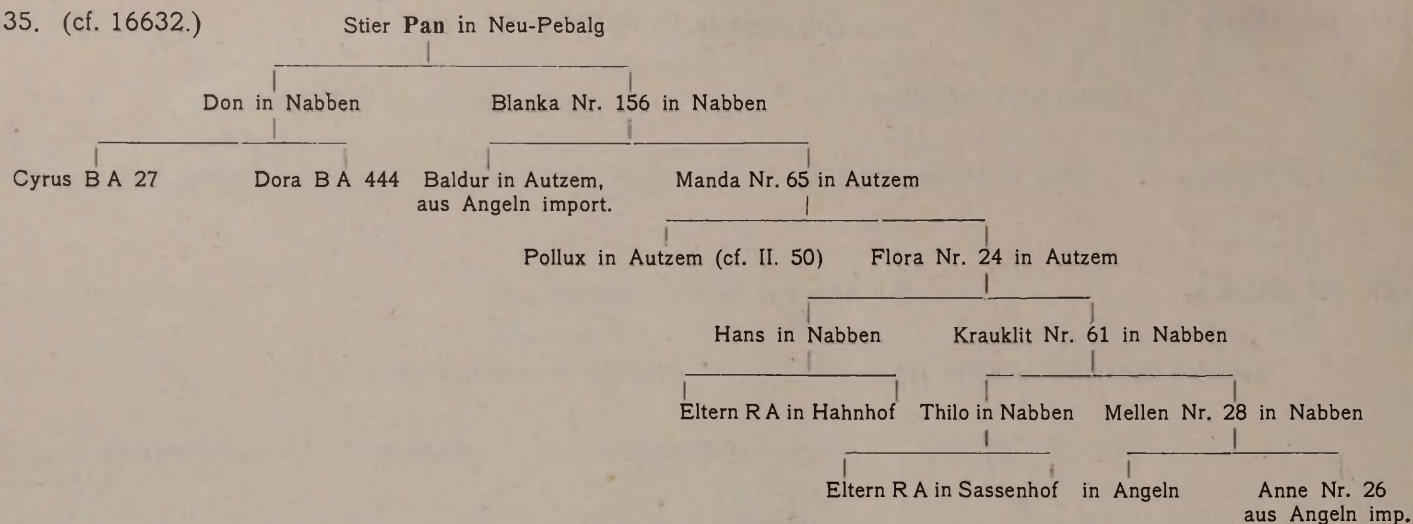 35. (cf. 16632.) Stier Pan in Neu-Pebalg
Don in Nabben Blanka Nr. 156 in Nabben
Cyrus B A 27 Dora B A 444 Baldur in Autzem, Manda Nr. 65 in Autzem
aus Angeln import.
Pollux in Autzem (cf. II. 50) Flora Nr. 24 in Autzem
Hans in Nabben Krauklit Nr. 61 in Nabben
Eltern R A in Hahnhof Thilo in Nabben Mellen Nr. 28 in Nabben
Eltern R A in Sassenhof in Angeln Anne Nr. 26
aus Angeln imp.